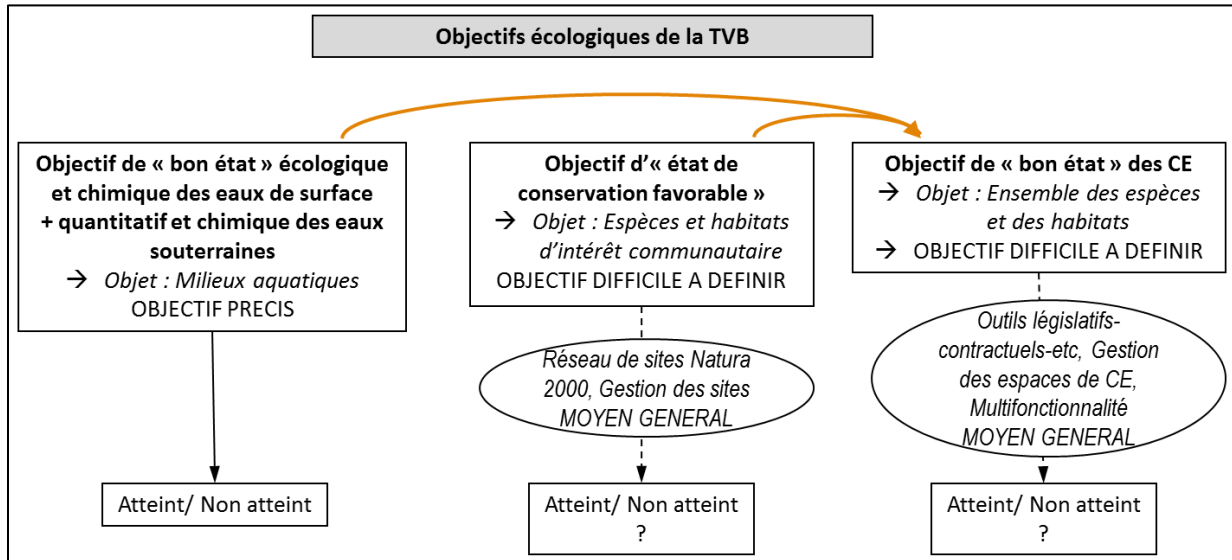 Objectifs écologiques de la TVB
Objectif de « bon état » écologique
et chimique des eaux de surface
+ quantitatif et chimique des eaux
souterraines
→ Objet : Milieux aquatiques
OBJECTIF PRECIS
Atteint/ Non atteint
Objectif d’« état de
conservation favorable »
→ Objet : Espèces et habitats
d’intérêt communautaire
OBJECTIF DIFFICILE A DEFINIR
Réseau de sites Natura
2000, Gestion des sites
MOYEN GENERAL
Atteint/ Non atteint
?
Objectif de « bon état » des CE
→ Objet : Ensemble des espèces
et des habitats
→ OBJECTIF DIFFICILE A DEFINIR
Outils législatifs-
contractuels-etc, Gestion
des espaces de CE,
Multifonctionnalité
MOYEN GENERAL
Atteint/ Non atteint
?